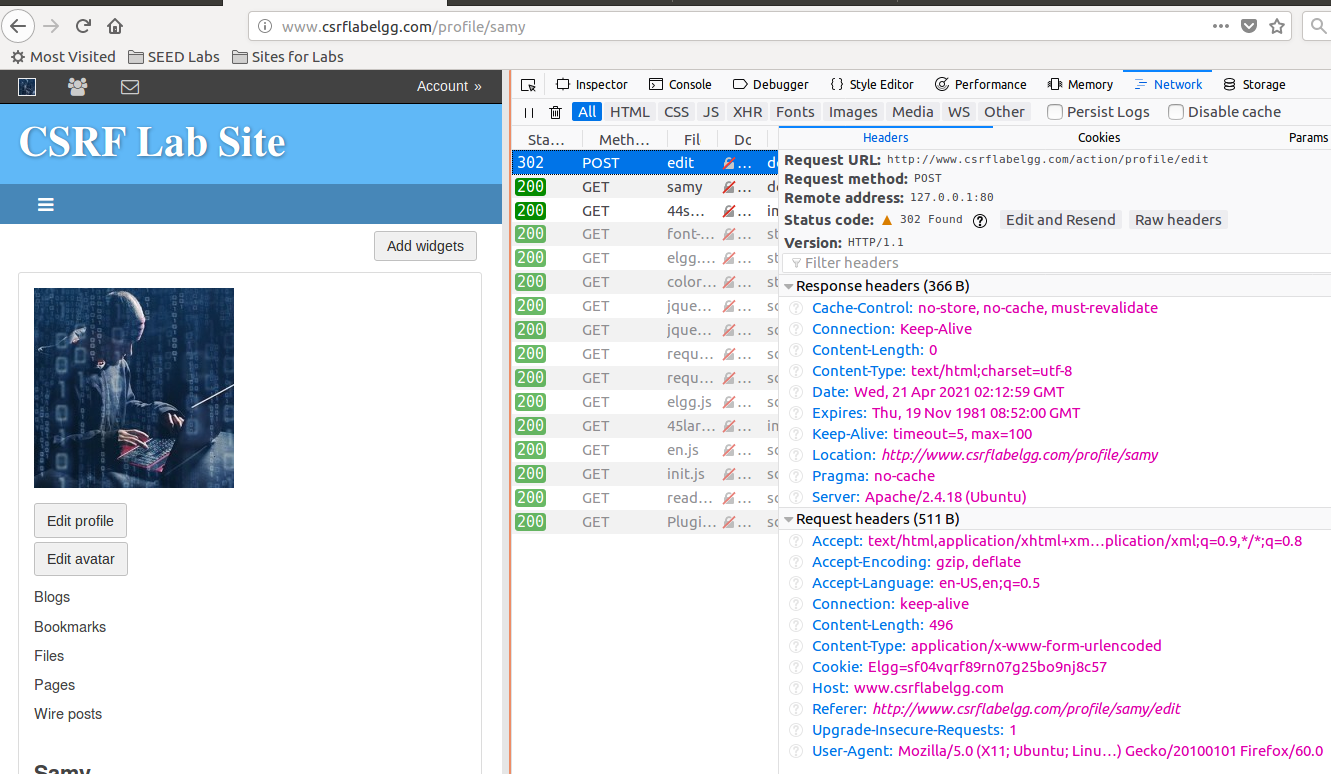 www.csrflabelgg.com/profile/samy
Most Visited SEED Labs Sites for Labs
Account »
CSRF Lab Site
Add widgets
Edit profile
Edit avatar
Blogs
Bookmarks
Files
Pages
Wire posts
Samy
Inspector Console Debugger {} Style Editor Performance Memory Network Storage
All HTML CSS JS XHR Fonts Images Media WS Other Persist Logs Disable cache
Sta… Meth… Fil Dc
302 POST edit … dc
200 GET samy … dc
200 GET 44s… … im
200 GET font-… … st
200 GET elgg.… … st
200 GET color… … st
200 GET jque… … sc
200 GET jque… … sc
200 GET requ… … sc
200 GET requ… … sc
200 GET elgg.js … sc
200 GET 45lar… … im
200 GET en.js … sc
200 GET init.js … sc
200 GET read… … sc
200 GET Plugi… … sc
Headers Cookies Params
Request URL: http://www.csrflabelgg.com/action/profile/edit
Request method: POST
Remote address: 127.0.0.1:80
Status code: 302 Found ? Edit and Resend Raw headers
Version: HTTP/1.1
Filter headers
Response headers (366 B)
? Cache-Control: no-store, no-cache, must-revalidate
? Connection: Keep-Alive
? Content-Length: 0
? Content-Type: text/html;charset=utf-8
? Date: Wed, 21 Apr 2021 02:12:59 GMT
? Expires: Thu, 19 Nov 1981 08:52:00 GMT
? Keep-Alive: timeout=5, max=100
? Location: http://www.csrflabelgg.com/profile/samy
? Pragma: no-cache
? Server: Apache/2.4.18 (Ubuntu)
Request headers (511 B)
? Accept: text/html,application/xhtml+xm…plication/xml;q=0.9,*/*;q=0.8
? Accept-Encoding: gzip, deflate
? Accept-Language: en-US,en;q=0.5
? Connection: keep-alive
? Content-Length: 496
? Content-Type: application/x-www-form-urlencoded
? Cookie: Elgg=sf04vqrf89rn07g25bo9nj8c57
? Host: www.csrflabelgg.com
? Referer: http://www.csrflabelgg.com/profile/samy/edit
? Upgrade-Insecure-Requests: 1
? User-Agent: Mozilla/5.0 (X11; Ubuntu; Linu…) Gecko/20100101 Firefox/60.0